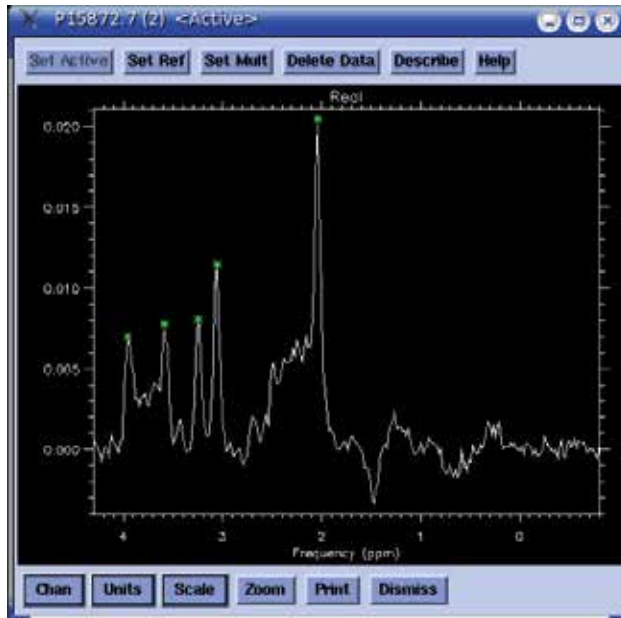 P15872.7 (2) <Active>
Set Active Set Ref Set Mult Delete Data Describe Help
Real
0.020
0.015
0.010
0.005
0.000
4 3 2 1 0
Frequency (ppm)
Chan Units Scale Zoom Print Dismiss